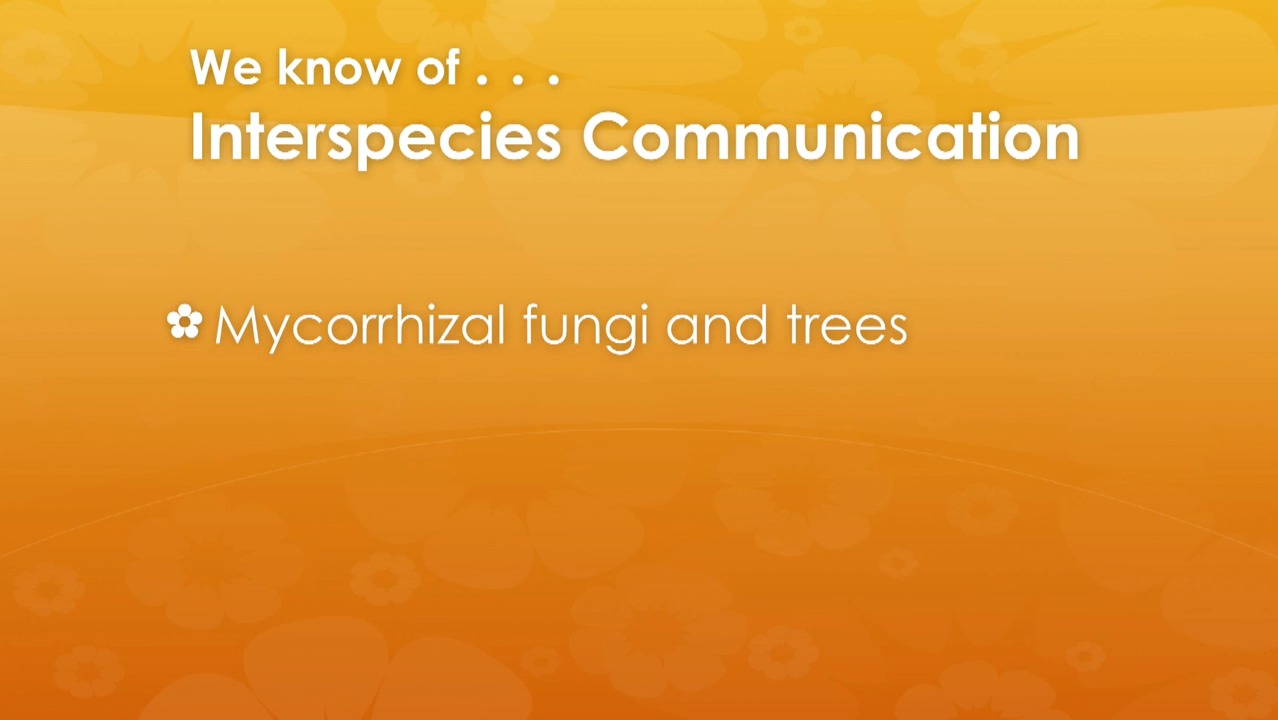 We know of . . .
Interspecies Communication
Mycorrhizal fungi and trees